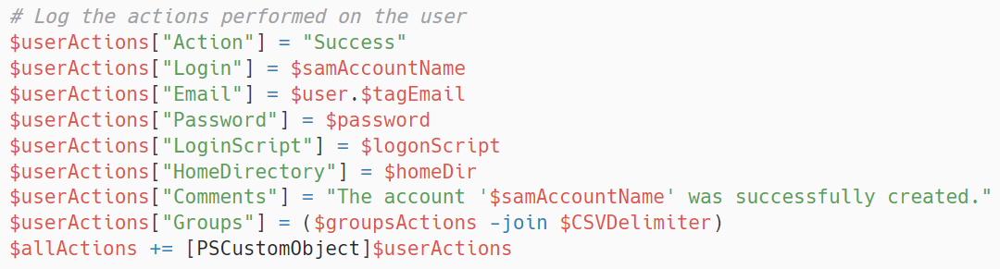 # Log the actions performed on the user
$userActions["Action"] = "Success"
$userActions["Login"] = $samAccountName
$userActions["Email"] = $user.$tagEmail
$userActions["Password"] = $password
$userActions["LoginScript"] = $logonScript
$userActions["HomeDirectory"] = $homeDir
$userActions["Comments"] = "The account '$samAccountName' was successfully created."
$userActions["Groups"] = ($groupsActions -join $CSVDelimiter)
$allActions += [PSCustomObject]$userActions